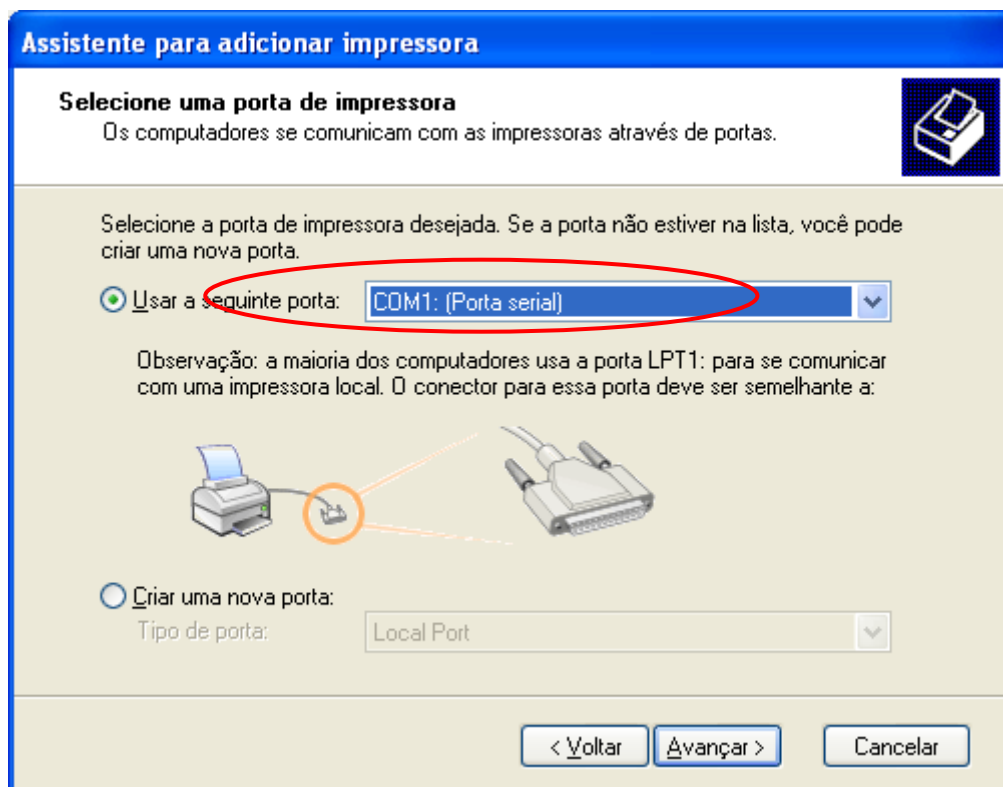 Assistente para adicionar impressora
Selecione uma porta de impressora
Os computadores se comunicam com as impressoras através de portas.
Selecione a porta de impressora desejada. Se a porta não estiver na lista, você pode
criar uma nova porta.
Usar a seguinte porta: COM1: (Porta serial)
Observação: a maioria dos computadores usa a porta LPT1: para se comunicar
com uma impressora local. O conector para essa porta deve ser semelhante a:
Criar uma nova porta:
Tipo de porta: Local Port
< Voltar Avançar > Cancelar